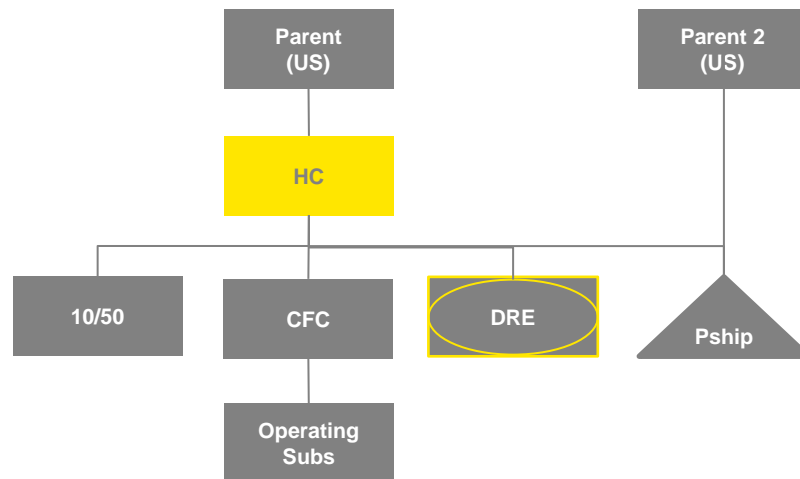 Parent
(US)
Parent 2
(US)
HC
10/50
CFC
DRE
Pship
Operating
Subs